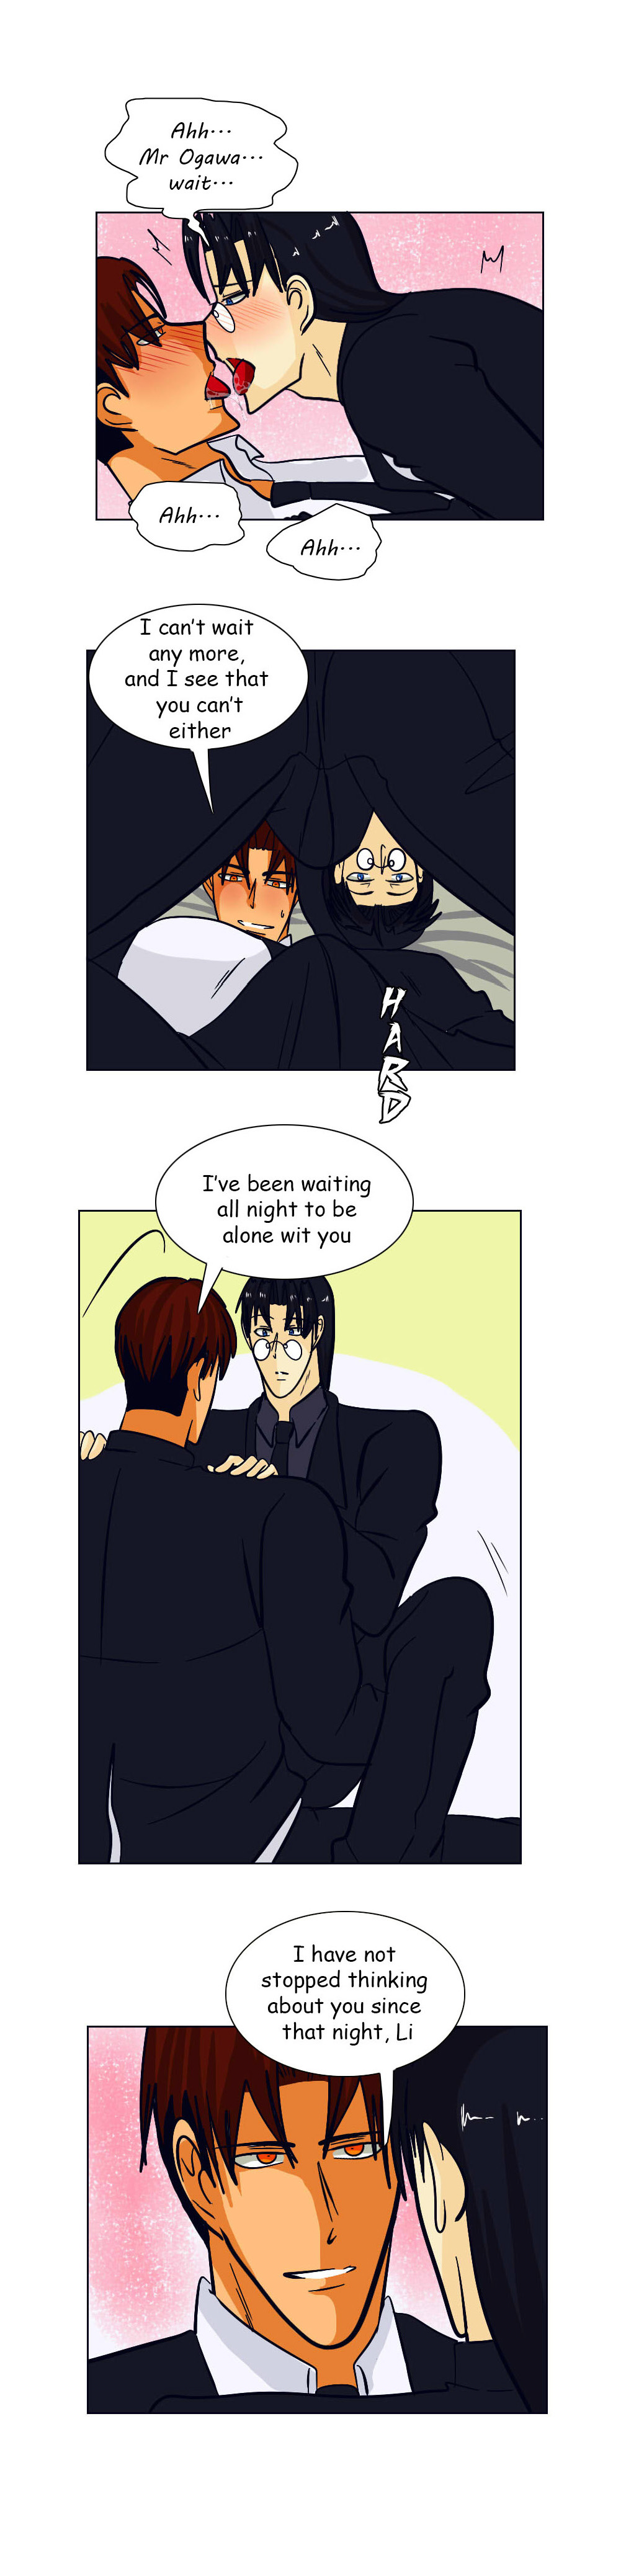 Ahh...
Mr Ogawa...
wait...
Ahh...
Ahh...
I can't wait
any more,
and I see that
you can't
either
HARD
I've been waiting
all night to be
alone wit you
I have not
stopped thinking
about you since
that night, Li